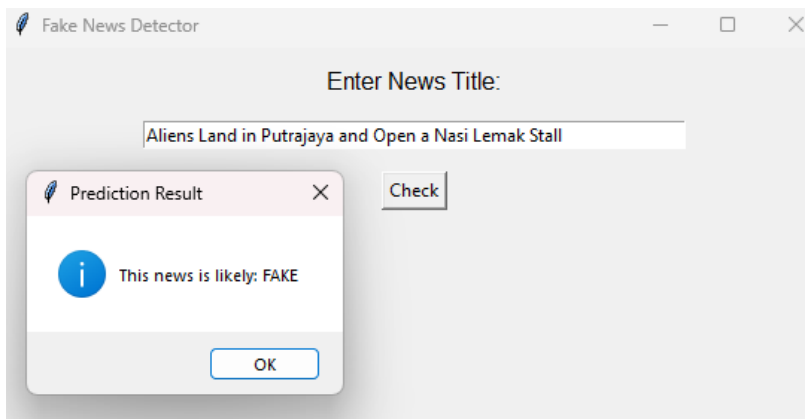 Fake News Detector
Enter News Title:
Aliens Land in Putrajaya and Open a Nasi Lemak Stall
Check
Prediction Result
This news is likely: FAKE
OK